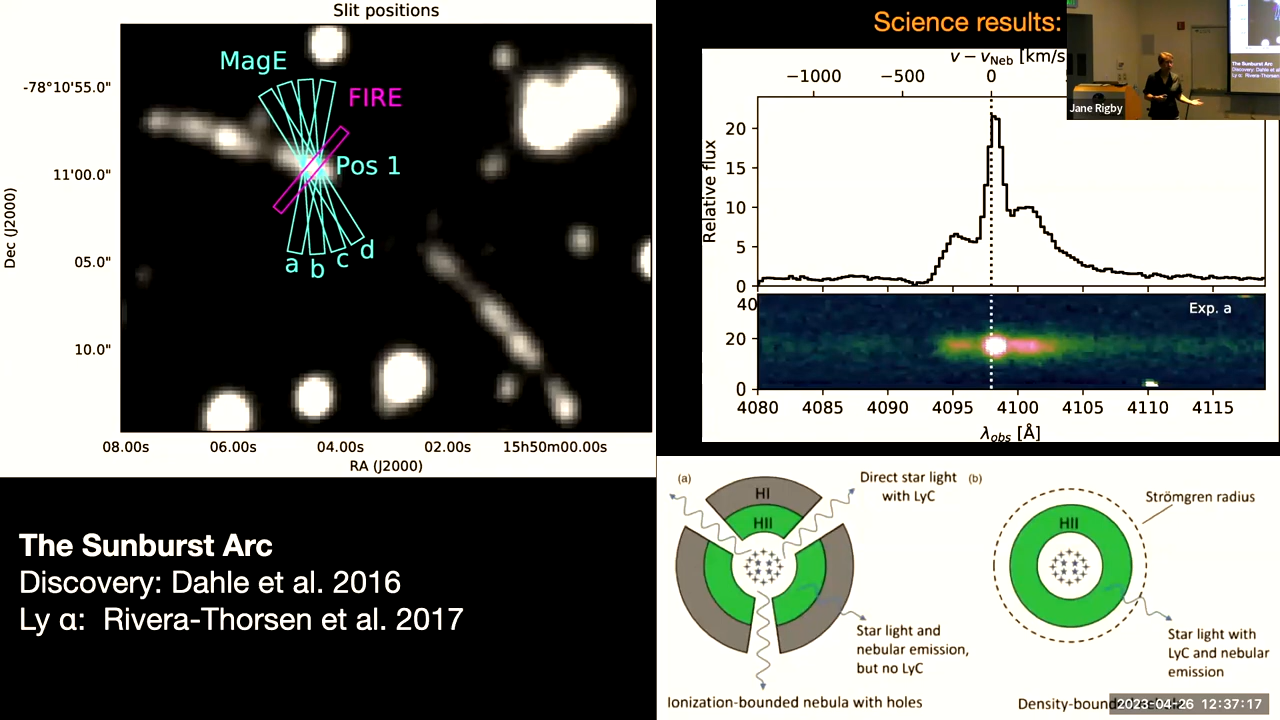 Slit positions
MagE
FIRE
Pos 1
a b c d
-78°10'55.0"
11'00.0"
05.0"
10.0"
Dec (J2000)
08.00s 06.00s 04.00s 02.00s 15h50m00.00s
RA (J2000)
The Sunburst Arc
Discovery: Dahle et al. 2016
Ly α: Rivera-Thorsen et al. 2017
Science results:
v − vNeb [km/s
−1000 −500 0
Relative flux
20
15
10
5
0
Exp. a
40
20
0
4080 4085 4090 4095 4100 4105 4110 4115
λobs [Å]
Jane Rigby
The Sunburst Arc
(a)
HI
HII
Direct star light
with LyC
Star light and
nebular emission,
but no LyC
Ionization-bounded nebula with holes
(b)
Strömgren radius
HII
Star light with
LyC and nebular
emission
2023-04-26 12:37:17